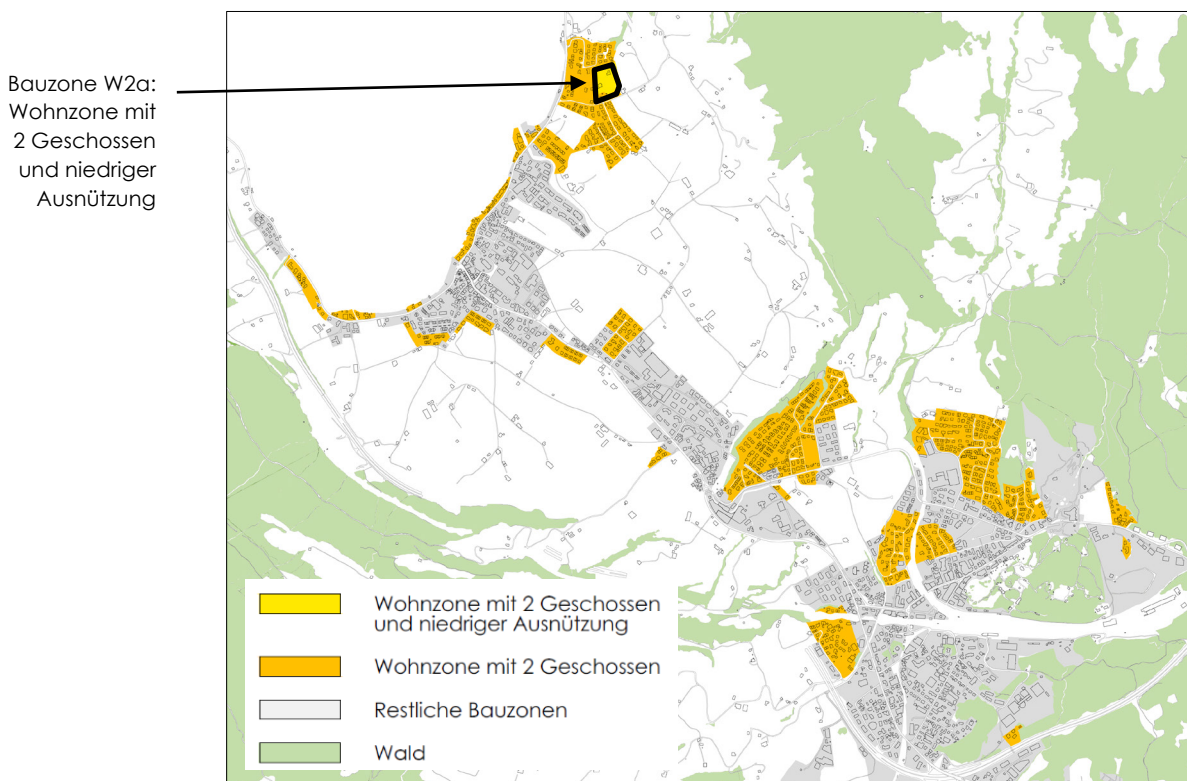 Bauzone W2a:
Wohnzone mit
2 Geschossen
und niedriger
Ausnützung
Wohnzone mit 2 Geschossen
und niedriger Ausnützung
Wohnzone mit 2 Geschossen
Restliche Bauzonen
Wald